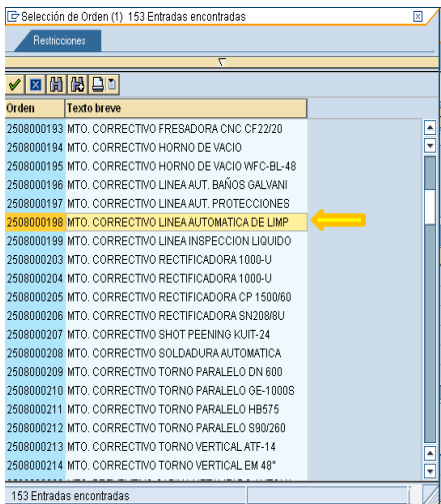 Selección de Orden (1)  153 Entradas encontradas
Restricciones
Orden Texto breve
2508000193 MTO. CORRECTIVO FRESADORA CNC CF22/20
2508000194 MTO. CORRECTIVO HORNO DE VACIO
2508000195 MTO. CORRECTIVO HORNO DE VACIO WFC-BL-48
2508000196 MTO. CORRECTIVO LINEA AUT. BAÑOS GALVANI
2508000197 MTO. CORRECTIVO LINEA AUT. PROTECCIONES
2508000198 MTO. CORRECTIVO LINEA AUTOMATICA DE LIMP
2508000199 MTO. CORRECTIVO LINEA INSPECCION LIQUIDO
2508000203 MTO. CORRECTIVO RECTIFICADORA 1000-U
2508000204 MTO. CORRECTIVO RECTIFICADORA 1000-U
2508000205 MTO. CORRECTIVO RECTIFICADORA CP 1500/60
2508000206 MTO. CORRECTIVO RECTIFICADORA SN208/8U
2508000207 MTO. CORRECTIVO SHOT PEENING KUIT-24
2508000208 MTO. CORRECTIVO SOLDADURA AUTOMATICA
2508000209 MTO. CORRECTIVO TORNO PARALELO DN 600
2508000210 MTO. CORRECTIVO TORNO PARALELO GE-1000S
2508000211 MTO. CORRECTIVO TORNO PARALELO HB575
2508000212 MTO. CORRECTIVO TORNO PARALELO S90/260
2508000213 MTO. CORRECTIVO TORNO VERTICAL ATF-14
2508000214 MTO. CORRECTIVO TORNO VERTICAL EM 48"
153 Entradas encontradas